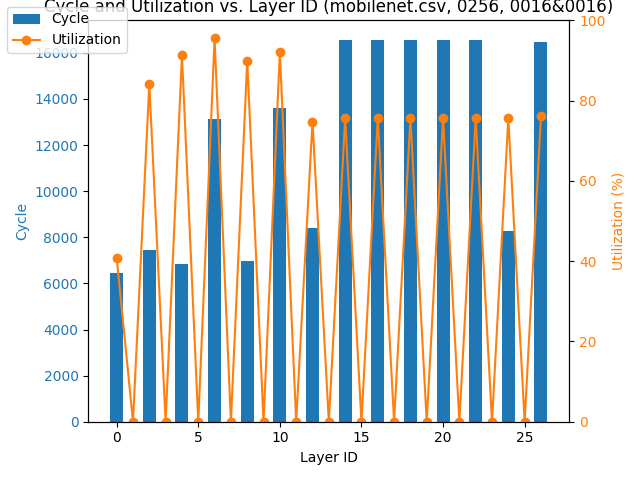 Cycle and Utilization vs. Layer ID (mobilenet.csv, 0256, 0016&0016)
Cycle
Utilization
16000
14000
12000
10000
8000
6000
4000
2000
0
Cycle
100
80
60
40
20
0
Utilization (%)
0 5 10 15 20 25
Layer ID